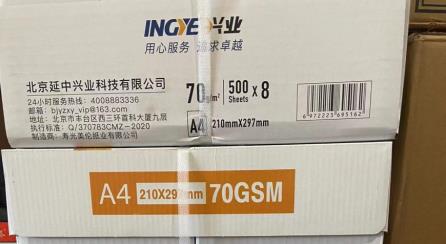 INGYE兴业
用心服务 追求卓越
北京延中兴业科技有限公司
24小时服务热线：4008883336
邮箱：bjyzxy_vip@163.com
地址：北京市丰台区西三环首科大厦九层
执行标准：Q/370783CMZ-2020
制造商：寿光美伦纸业有限公司
70g/m² 500 Sheets ×8
A4 210mmX297mm
6972223695162
A4 210X297mm 70GSM